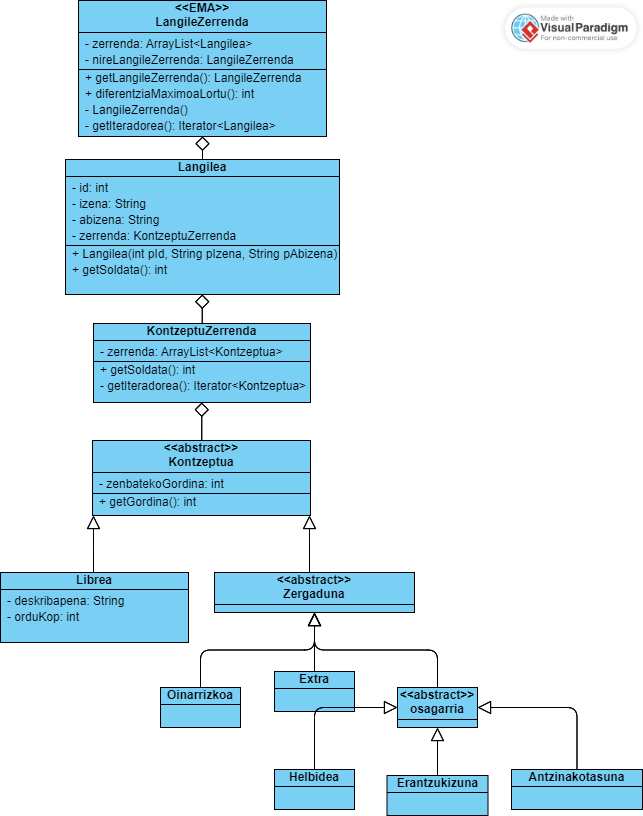 <<EMA>>
LangileZerrenda
- zerrenda: ArrayList<Langilea>
- nireLangileZerrenda: LangileZerrenda
+ getLangileZerrenda(): LangileZerrenda
+ diferentziaMaximoaLortu(): int
- LangileZerrenda()
- getIteradorea(): Iterator<Langilea>
Made with
VisualParadigm
For non-commercial use
Langilea
- id: int
- izena: String
- abizena: String
- zerrenda: KontzeptuZerrenda
+ Langilea(int pId, String pIzena, String pAbizena)
+ getSoldata(): int
KontzeptuZerrenda
- zerrenda: ArrayList<Kontzeptua>
+ getSoldata(): int
- getIteradorea(): Iterator<Kontzeptua>
<<abstract>>
Kontzeptua
- zenbatekoGordina: int
+ getGordina(): int
Librea
- deskribapena: String
- orduKop: int
<<abstract>>
Zergaduna
Oinarrizkoa
Extra
<<abstract>>
osagarria
Helbidea
Erantzukizuna
Antzinakotasuna